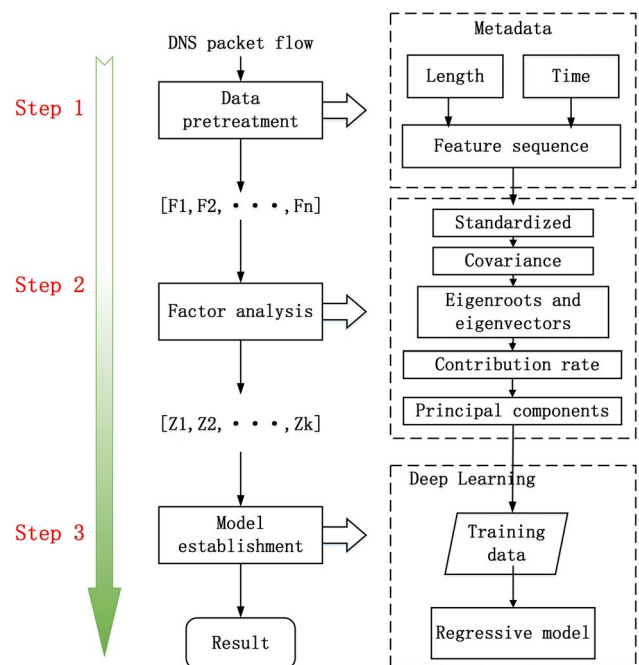 DNS packet flow
Step 1
Data
pretreatment
[F1,F2, · · · ,Fn]
Step 2
Factor analysis
[Z1,Z2, · · · ,Zk]
Step 3
Model
establishment
Result
Metadata
Length
Time
Feature sequence
Standardized
Covariance
Eigenroots and
eigenvectors
Contribution rate
Principal components
Deep Learning
Training
data
Regressive model